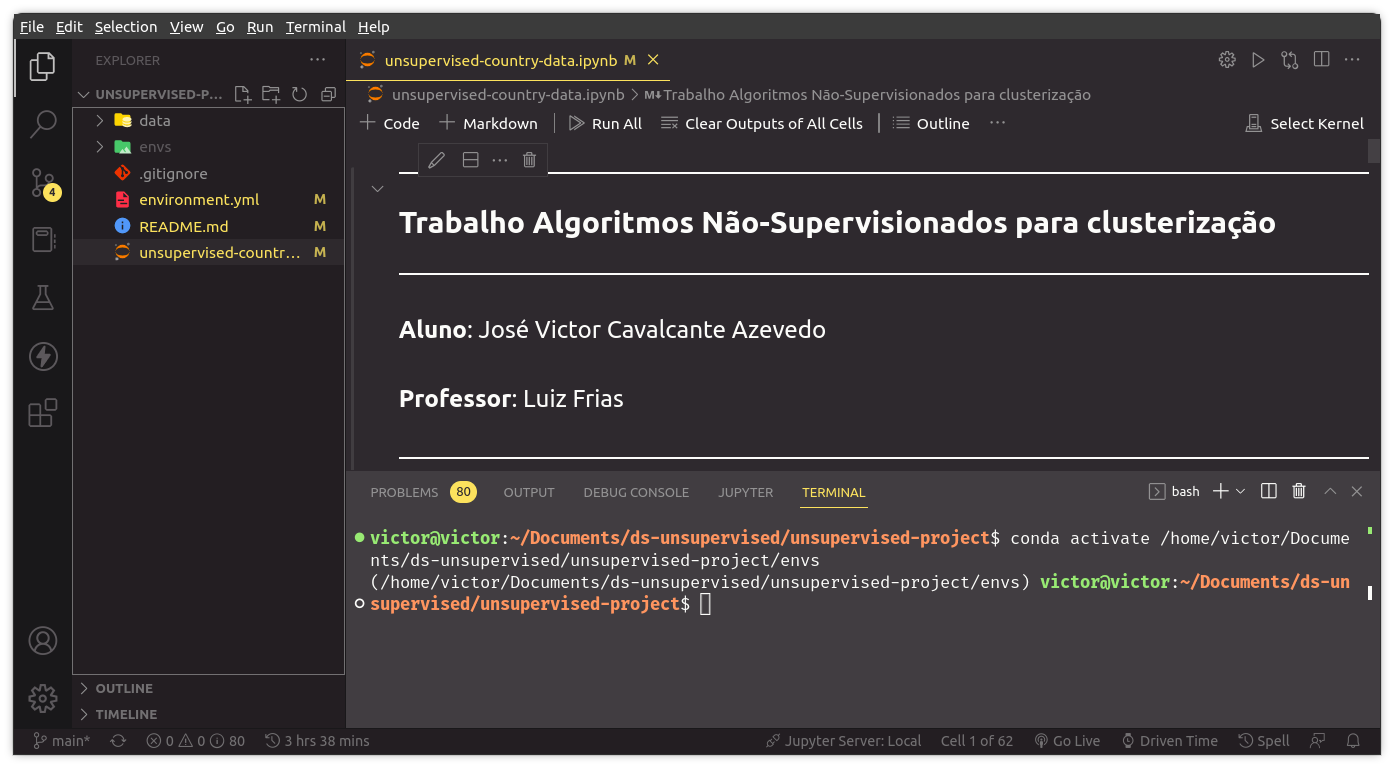 File Edit Selection View Go Run Terminal Help
EXPLORER
UNSUPERVISED-P...
data
envs
.gitignore
environment.yml M
README.md M
unsupervised-countr... M
OUTLINE
TIMELINE
4
unsupervised-country-data.ipynb M
unsupervised-country-data.ipynb > M↓ Trabalho Algoritmos Não-Supervisionados para clusterização
+ Code + Markdown | Run All Clear Outputs of All Cells | Outline ... Select Kernel
Trabalho Algoritmos Não-Supervisionados para clusterização
Aluno: José Victor Cavalcante Azevedo
Professor: Luiz Frias
PROBLEMS 80 OUTPUT DEBUG CONSOLE JUPYTER TERMINAL bash
victor@victor:~/Documents/ds-unsupervised/unsupervised-project$ conda activate /home/victor/Docume
nts/ds-unsupervised/unsupervised-project/envs
(/home/victor/Documents/ds-unsupervised/unsupervised-project/envs) victor@victor:~/Documents/ds-un
supervised/unsupervised-project$
main* 0 0 80 3 hrs 38 mins Jupyter Server: Local Cell 1 of 62 Go Live Driven Time Spell